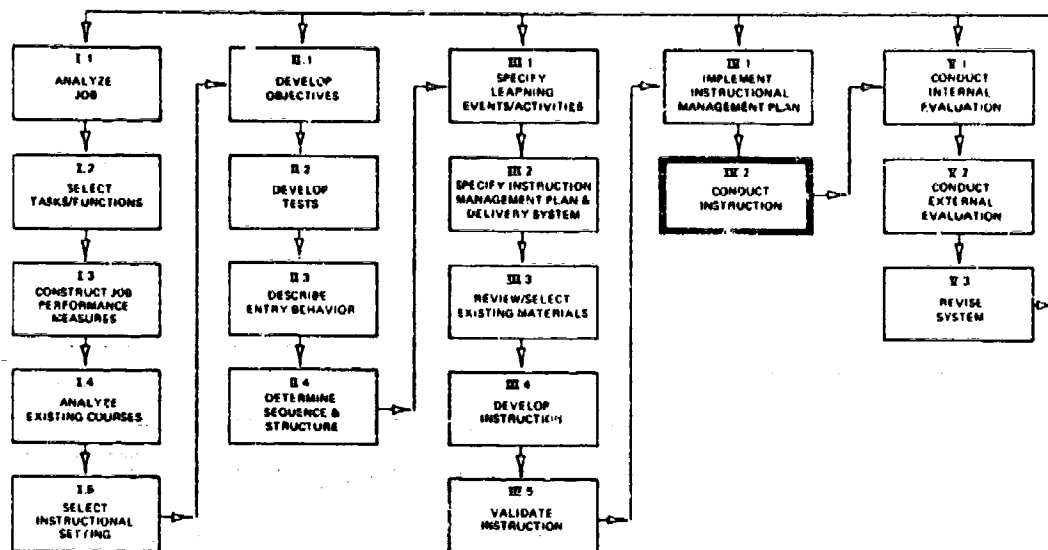 I.1
ANALYZE
JOB
I.2
SELECT
TASKS/FUNCTIONS
I.3
CONSTRUCT JOB
PERFORMANCE
MEASURES
I.4
ANALYZE
EXISTING COURSES
I.5
SELECT
INSTRUCTIONAL
SETTING
II.1
DEVELOP
OBJECTIVES
II.2
DEVELOP
TESTS
II.3
DESCRIBE
ENTRY BEHAVIOR
II.4
DETERMINE
SEQUENCE &
STRUCTURE
III.1
SPECIFY
LEARNING
EVENTS/ACTIVITIES
III.2
SPECIFY INSTRUCTION
MANAGEMENT PLAN &
DELIVERY SYSTEM
III.3
REVIEW/SELECT
EXISTING MATERIALS
III.4
DEVELOP
INSTRUCTION
III.5
VALIDATE
INSTRUCTION
IV.1
IMPLEMENT
INSTRUCTIONAL
MANAGEMENT PLAN
IV.2
CONDUCT
INSTRUCTION
V.1
CONDUCT
INTERNAL
EVALUATION
V.2
CONDUCT
EXTERNAL
EVALUATION
V.3
REVISE
SYSTEM